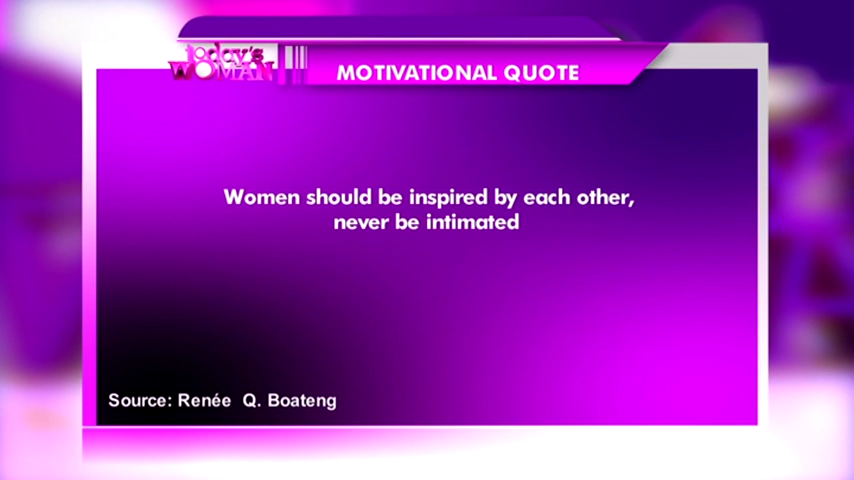 today's
WOMAN
MOTIVATIONAL QUOTE
Women should be inspired by each other,
never be intimated
Source: Renée Q. Boateng